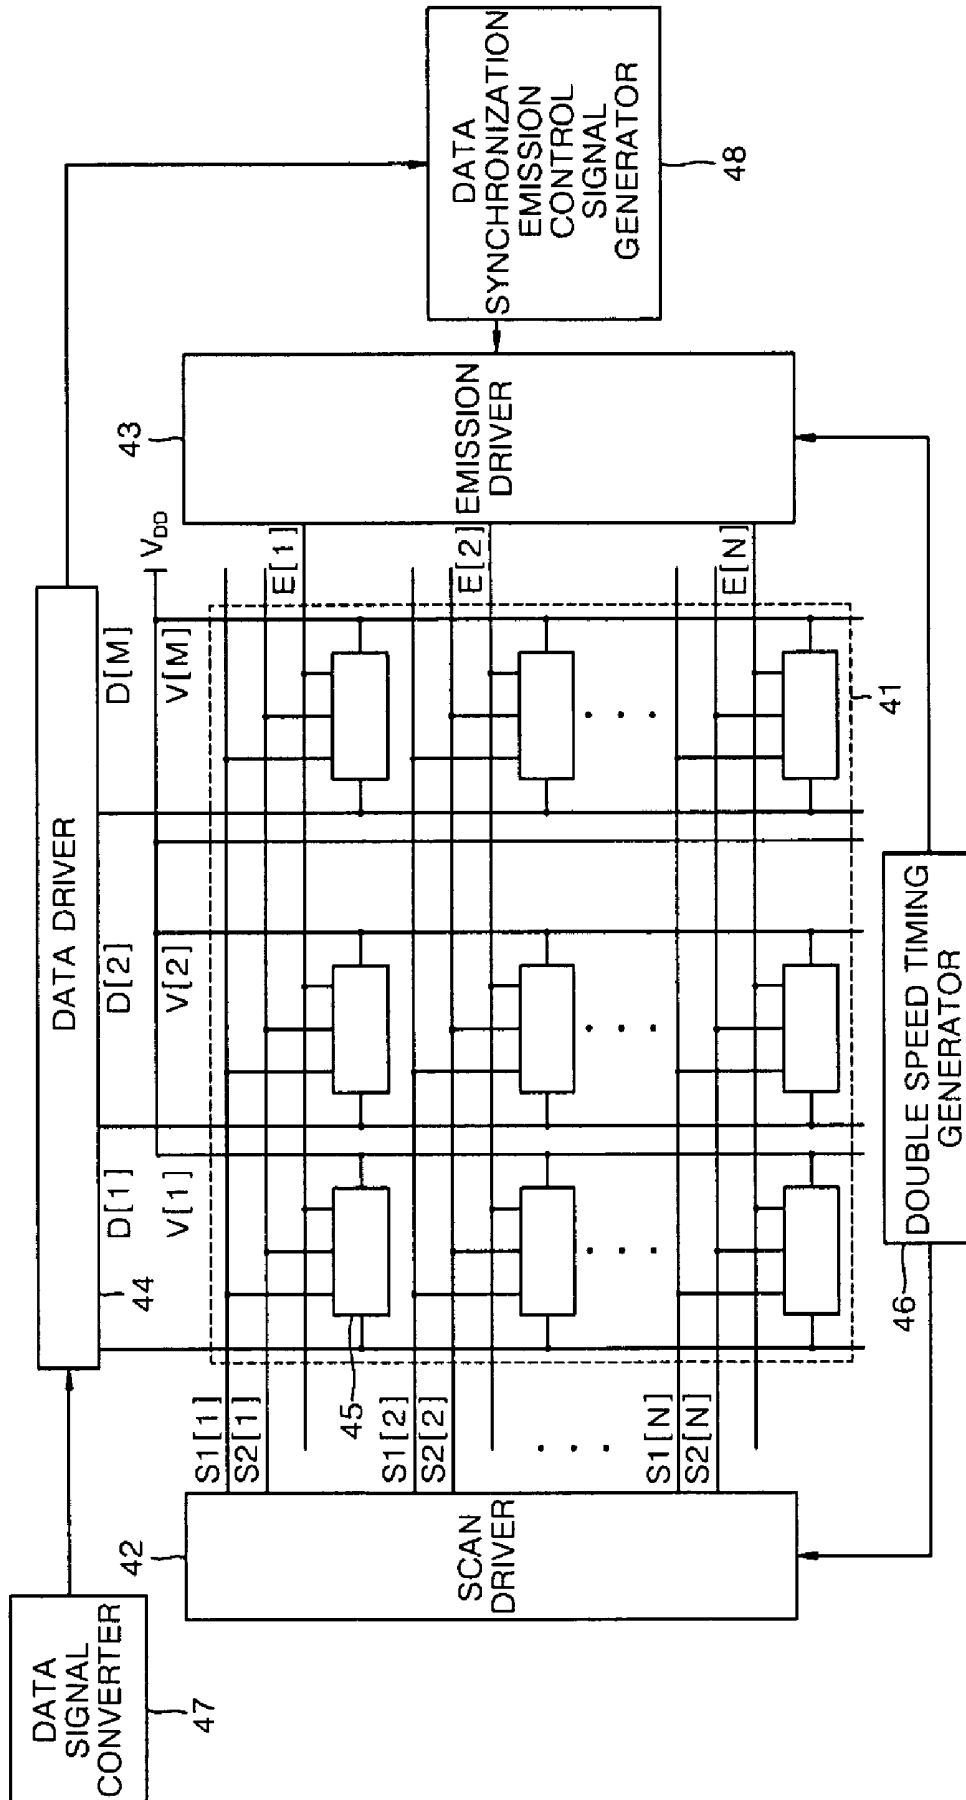 DATA
SIGNAL
CONVERTER
47
DATA DRIVER
44
D[1]
D[2]
D[M]
V[1]
V[2]
V[M]
VDD
S1[1]
S2[1]
E[1]
45
S1[2]
S2[2]
E[2]
. . .
. . .
. . .
. . .
S1[N]
S2[N]
E[N]
41
42
SCAN
DRIVER
43
EMISSION
DRIVER
DATA
SYNCHRONIZATION
EMISSION
CONTROL
SIGNAL
GENERATOR
48
46
DOUBLE SPEED TIMING
GENERATOR